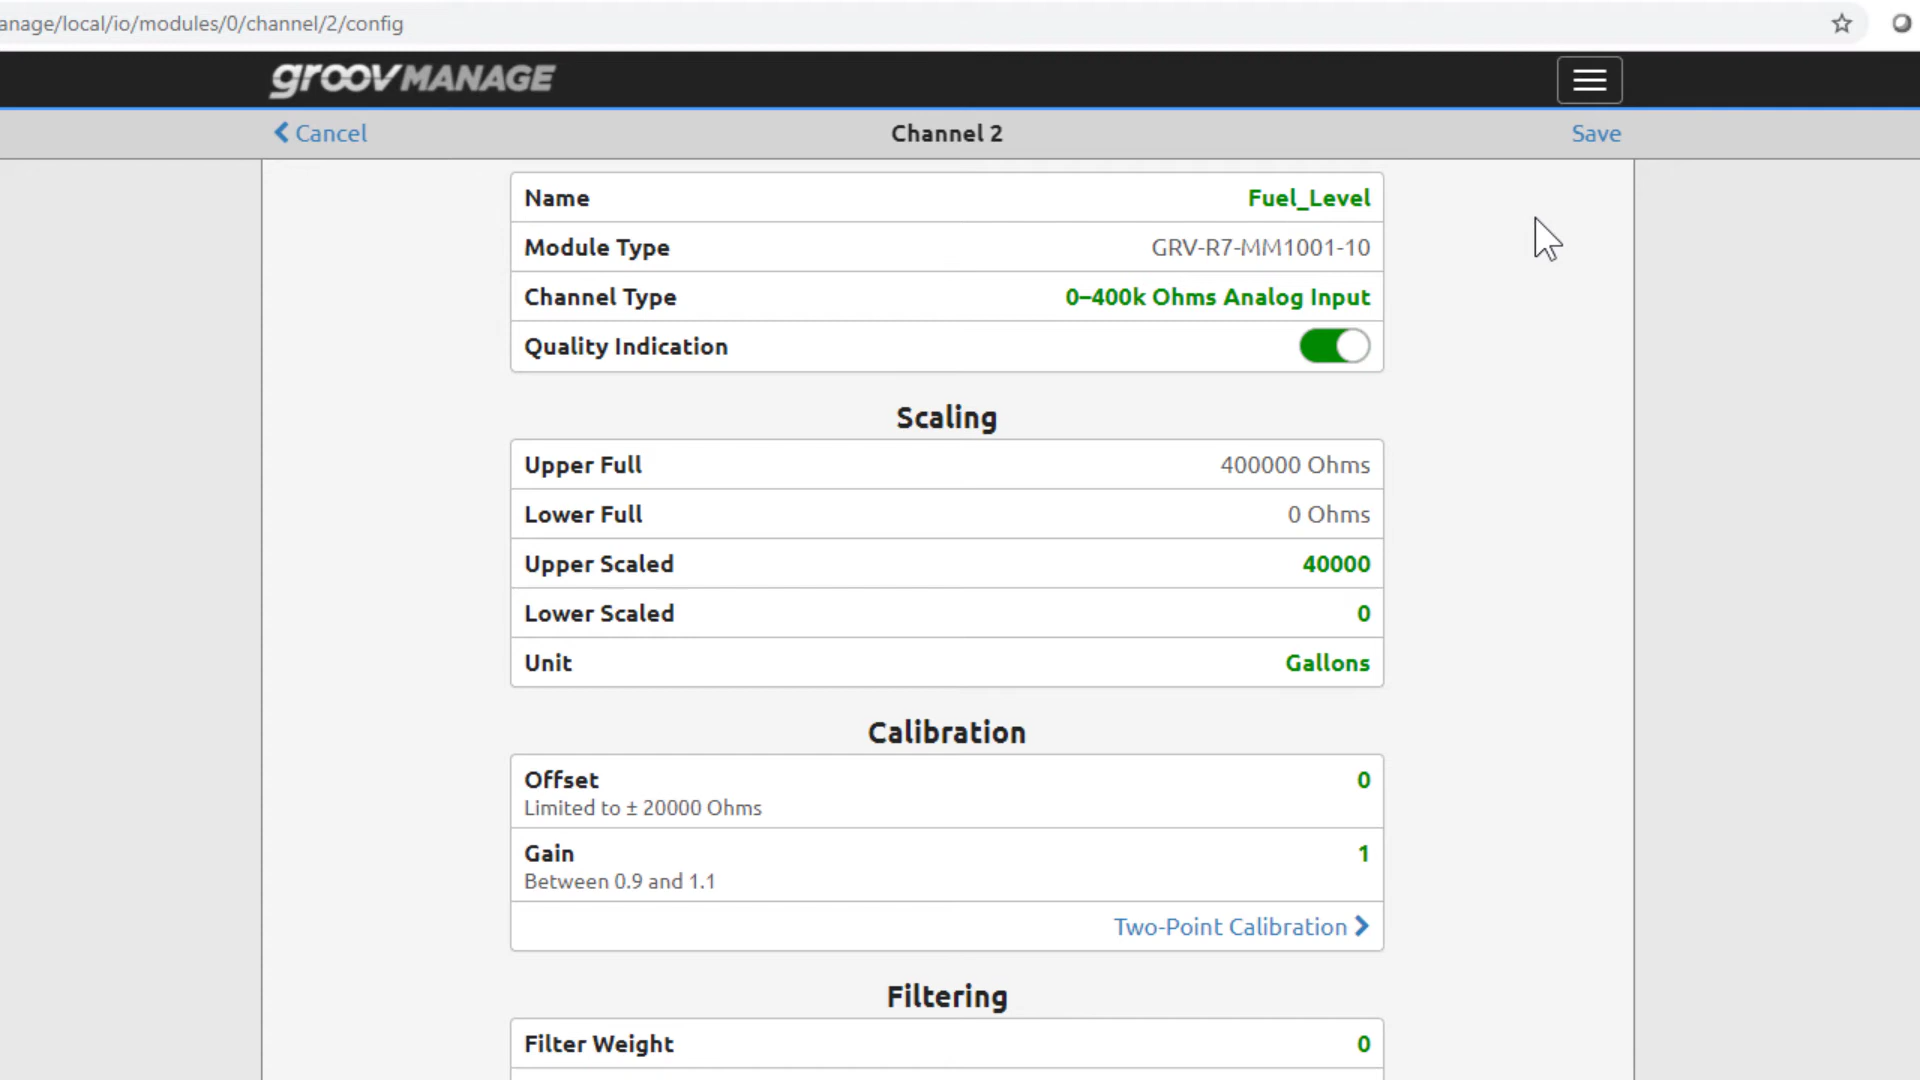 anage/local/io/modules/0/channel/2/config
groov MANAGE
Cancel Channel 2 Save
Name Fuel_Level
Module Type GRV-R7-MM1001-10
Channel Type 0–400k Ohms Analog Input
Quality Indication
Scaling
Upper Full 400000 Ohms
Lower Full 0 Ohms
Upper Scaled 40000
Lower Scaled 0
Unit Gallons
Calibration
Offset 0
Limited to ± 20000 Ohms
Gain 1
Between 0.9 and 1.1
Two-Point Calibration
Filtering
Filter Weight 0